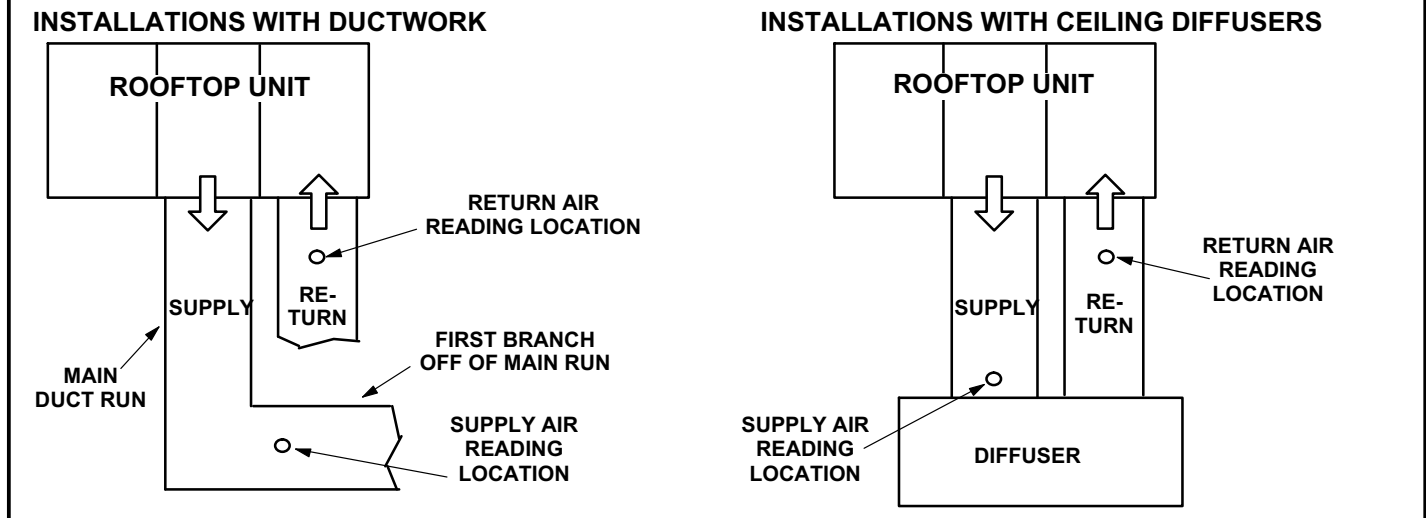 INSTALLATIONS WITH DUCTWORK
ROOFTOP UNIT
RETURN AIR
READING LOCATION
SUPPLY
RE-
TURN
FIRST BRANCH
OFF OF MAIN RUN
MAIN
DUCT RUN
SUPPLY AIR
READING
LOCATION
INSTALLATIONS WITH CEILING DIFFUSERS
ROOFTOP UNIT
RETURN AIR
READING
LOCATION
SUPPLY
RE-
TURN
SUPPLY AIR
READING
LOCATION
DIFFUSER